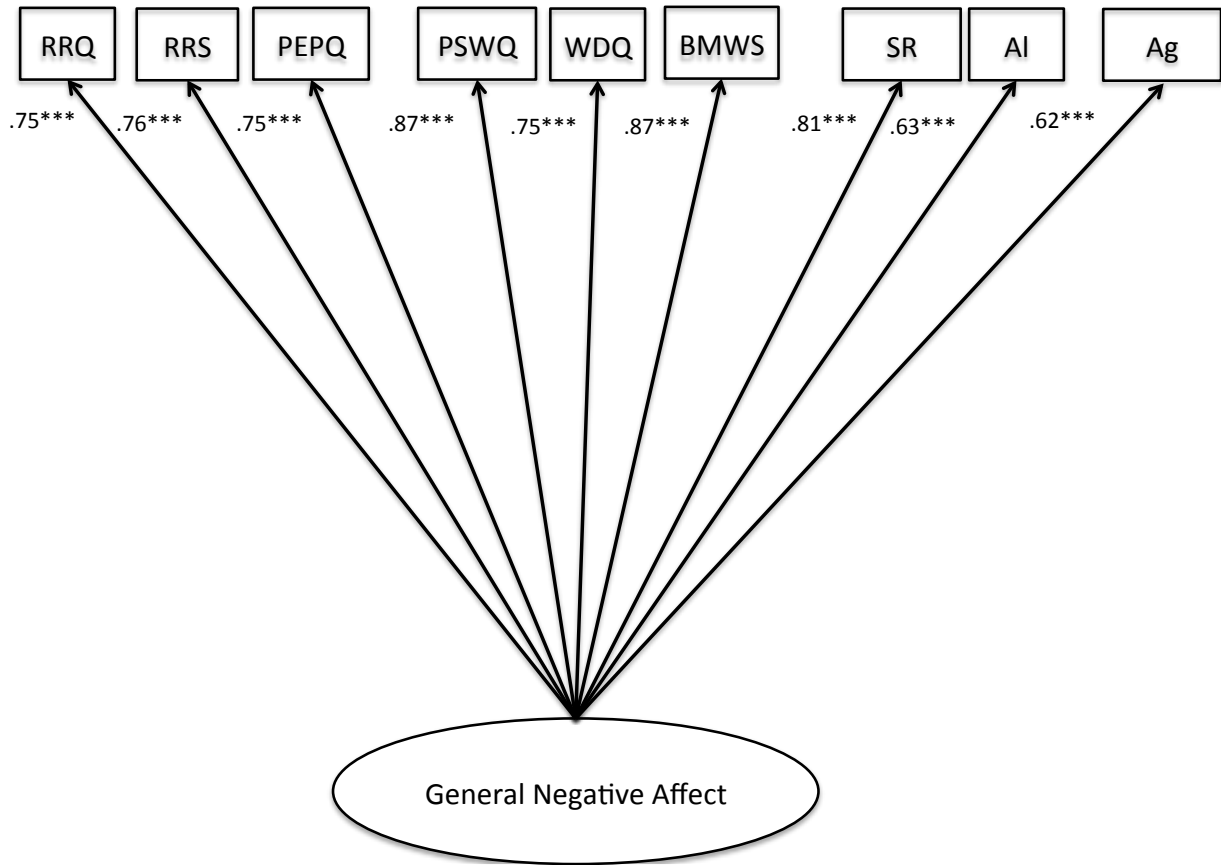 RRQ RRS PEPQ PSWQ WDQ BMWS SR Al Ag
.75*** .76*** .75*** .87*** .75*** .87*** .81*** .63*** .62***
General Negative Affect